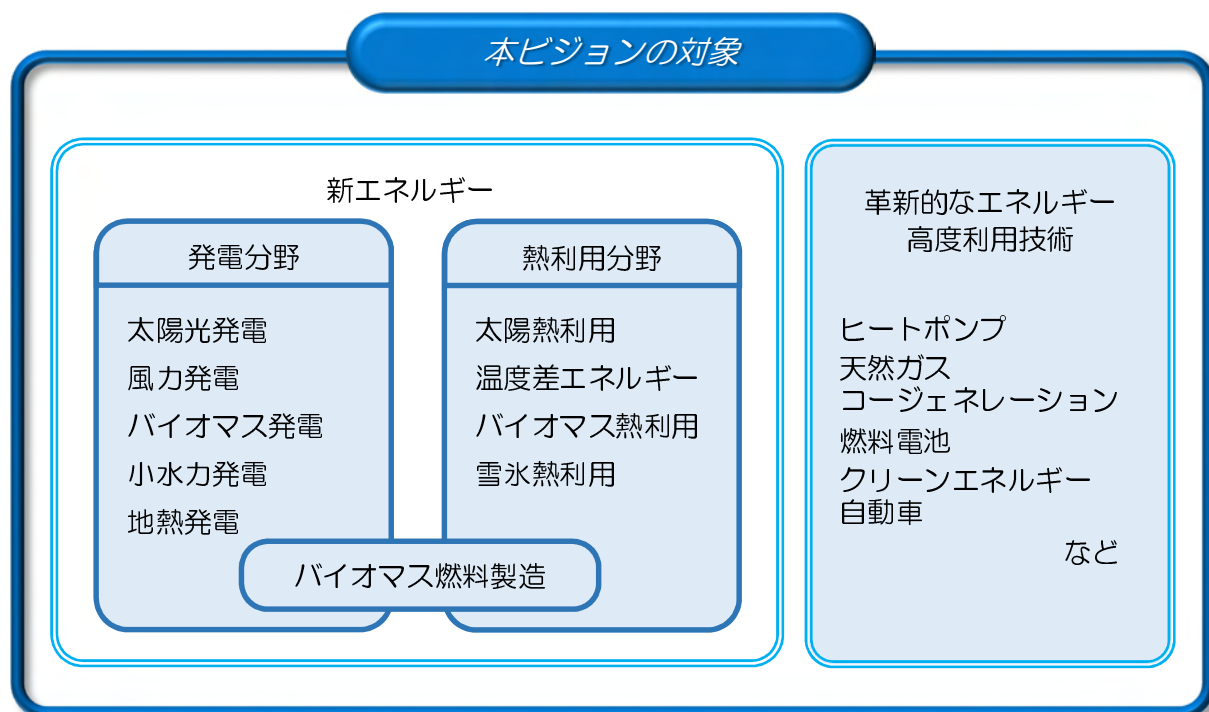 本ビジョンの対象
新エネルギー
発電分野
太陽光発電
風力発電
バイオマス発電
小水力発電
地熱発電
熱利用分野
太陽熱利用
温度差エネルギー
バイオマス熱利用
雪氷熱利用
バイオマス燃料製造
革新的なエネルギー
高度利用技術
ヒートポンプ
天然ガス
コージェネレーション
燃料電池
クリーンエネルギー
自動車
など